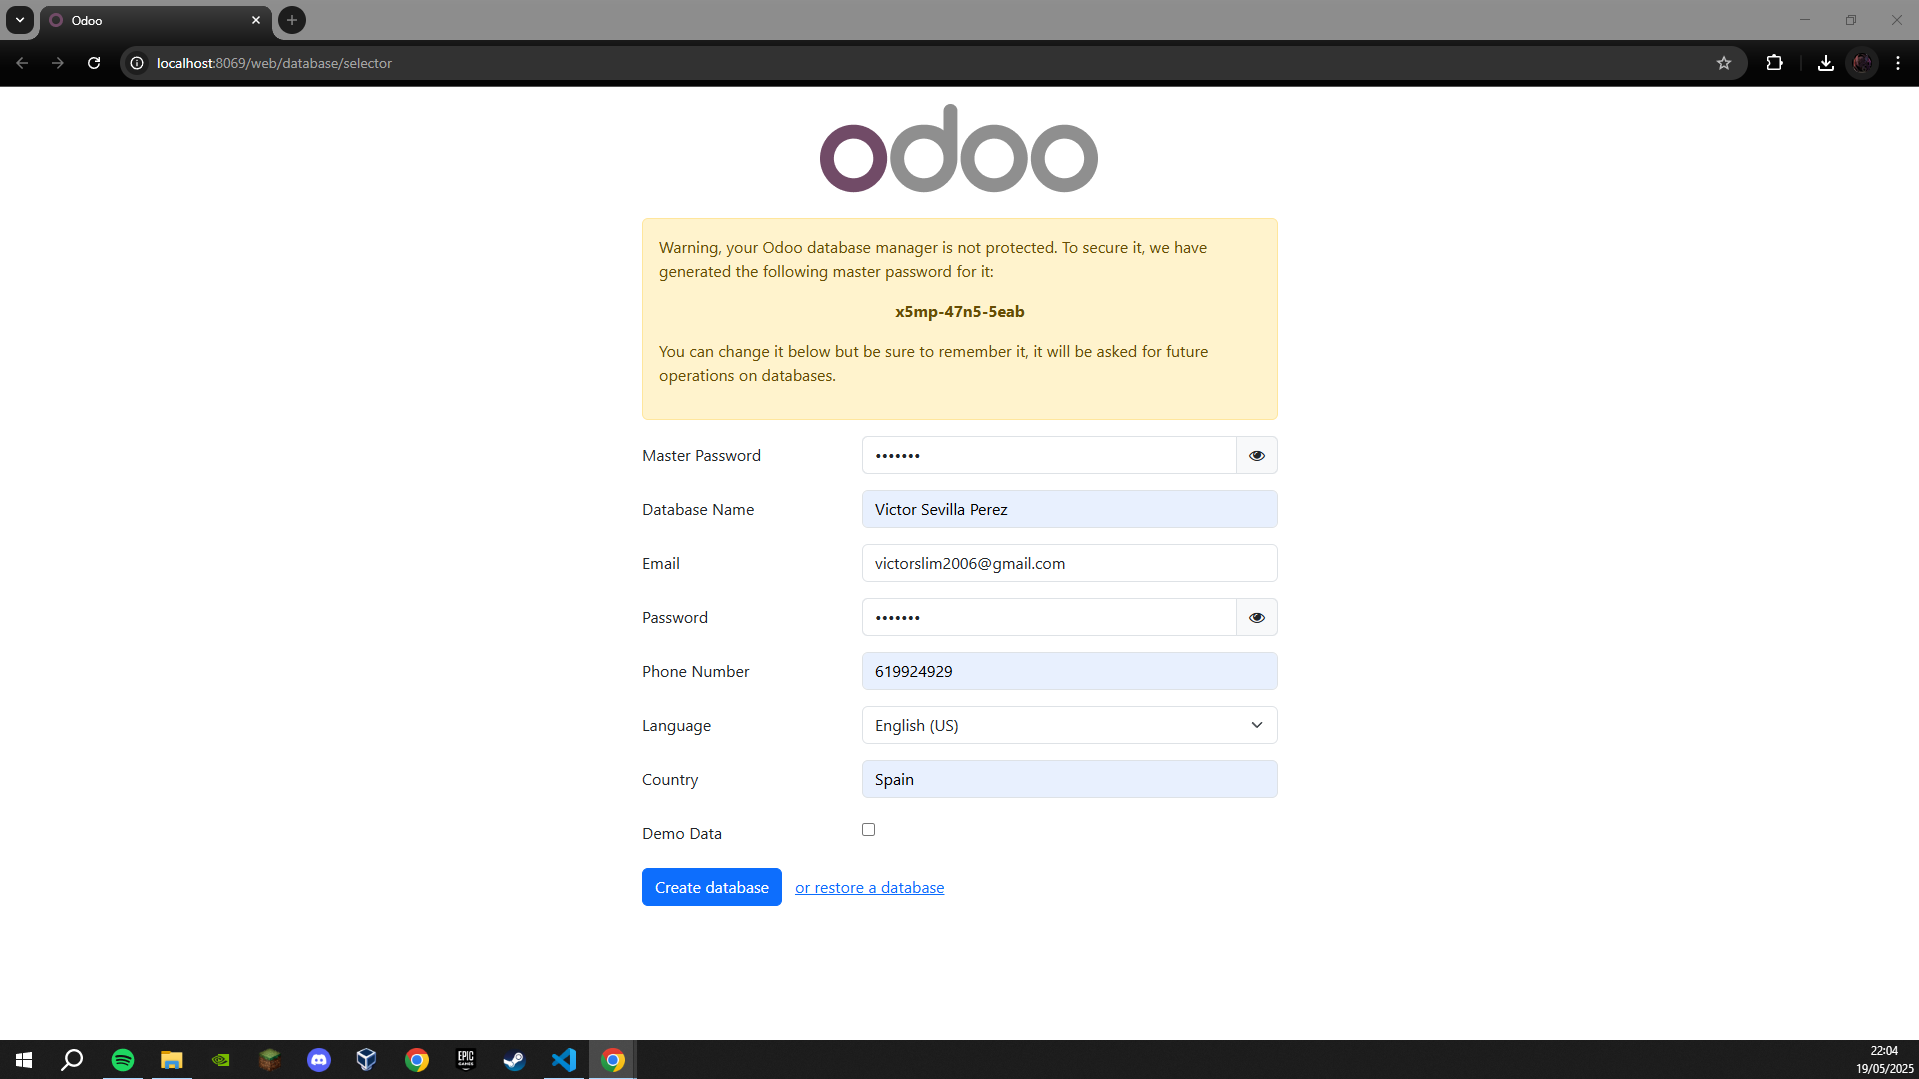 Odoo
localhost:8069/web/database/selector
odoo
Warning, your Odoo database manager is not protected. To secure it, we have
generated the following master password for it:
x5mp-47n5-5eab
You can change it below but be sure to remember it, it will be asked for future
operations on databases.
Master Password •••••••
Database Name Victor Sevilla Perez
Email victorslim2006@gmail.com
Password •••••••
Phone Number 619924929
Language English (US)
Country Spain
Demo Data
Create database or restore a database
EPIC
GAMES
22:04
19/05/2025